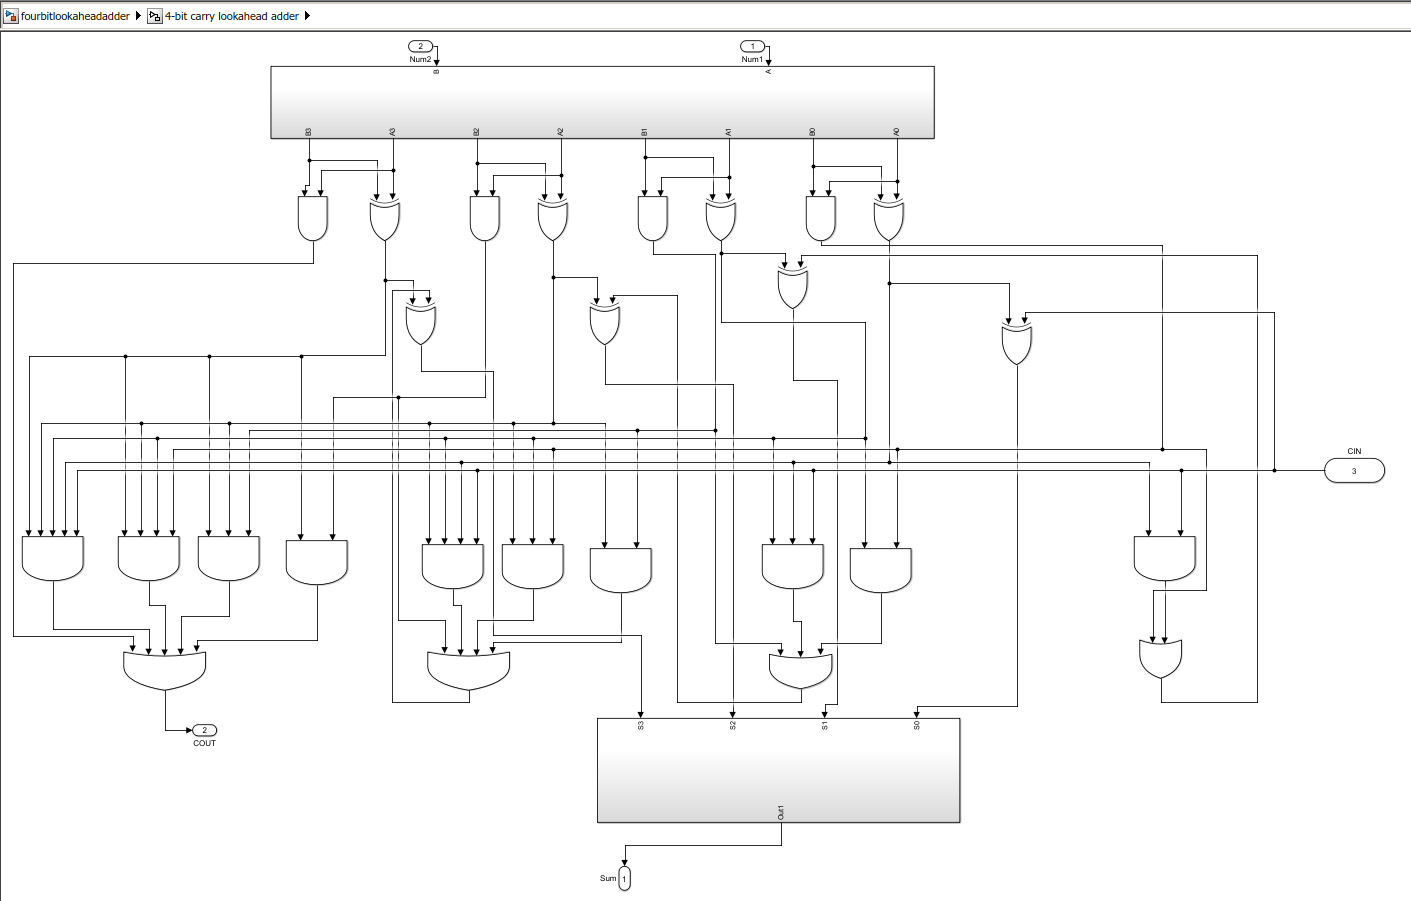 fourbitlookaheadadder 4-bit carry lookahead adder
2 1
Num2 Num1
B A
B3 A3 B2 A2 B1 A1 B0 A0
CIN
3
S3 S2 S1 S0
2
COUT
Out1
Sum 1